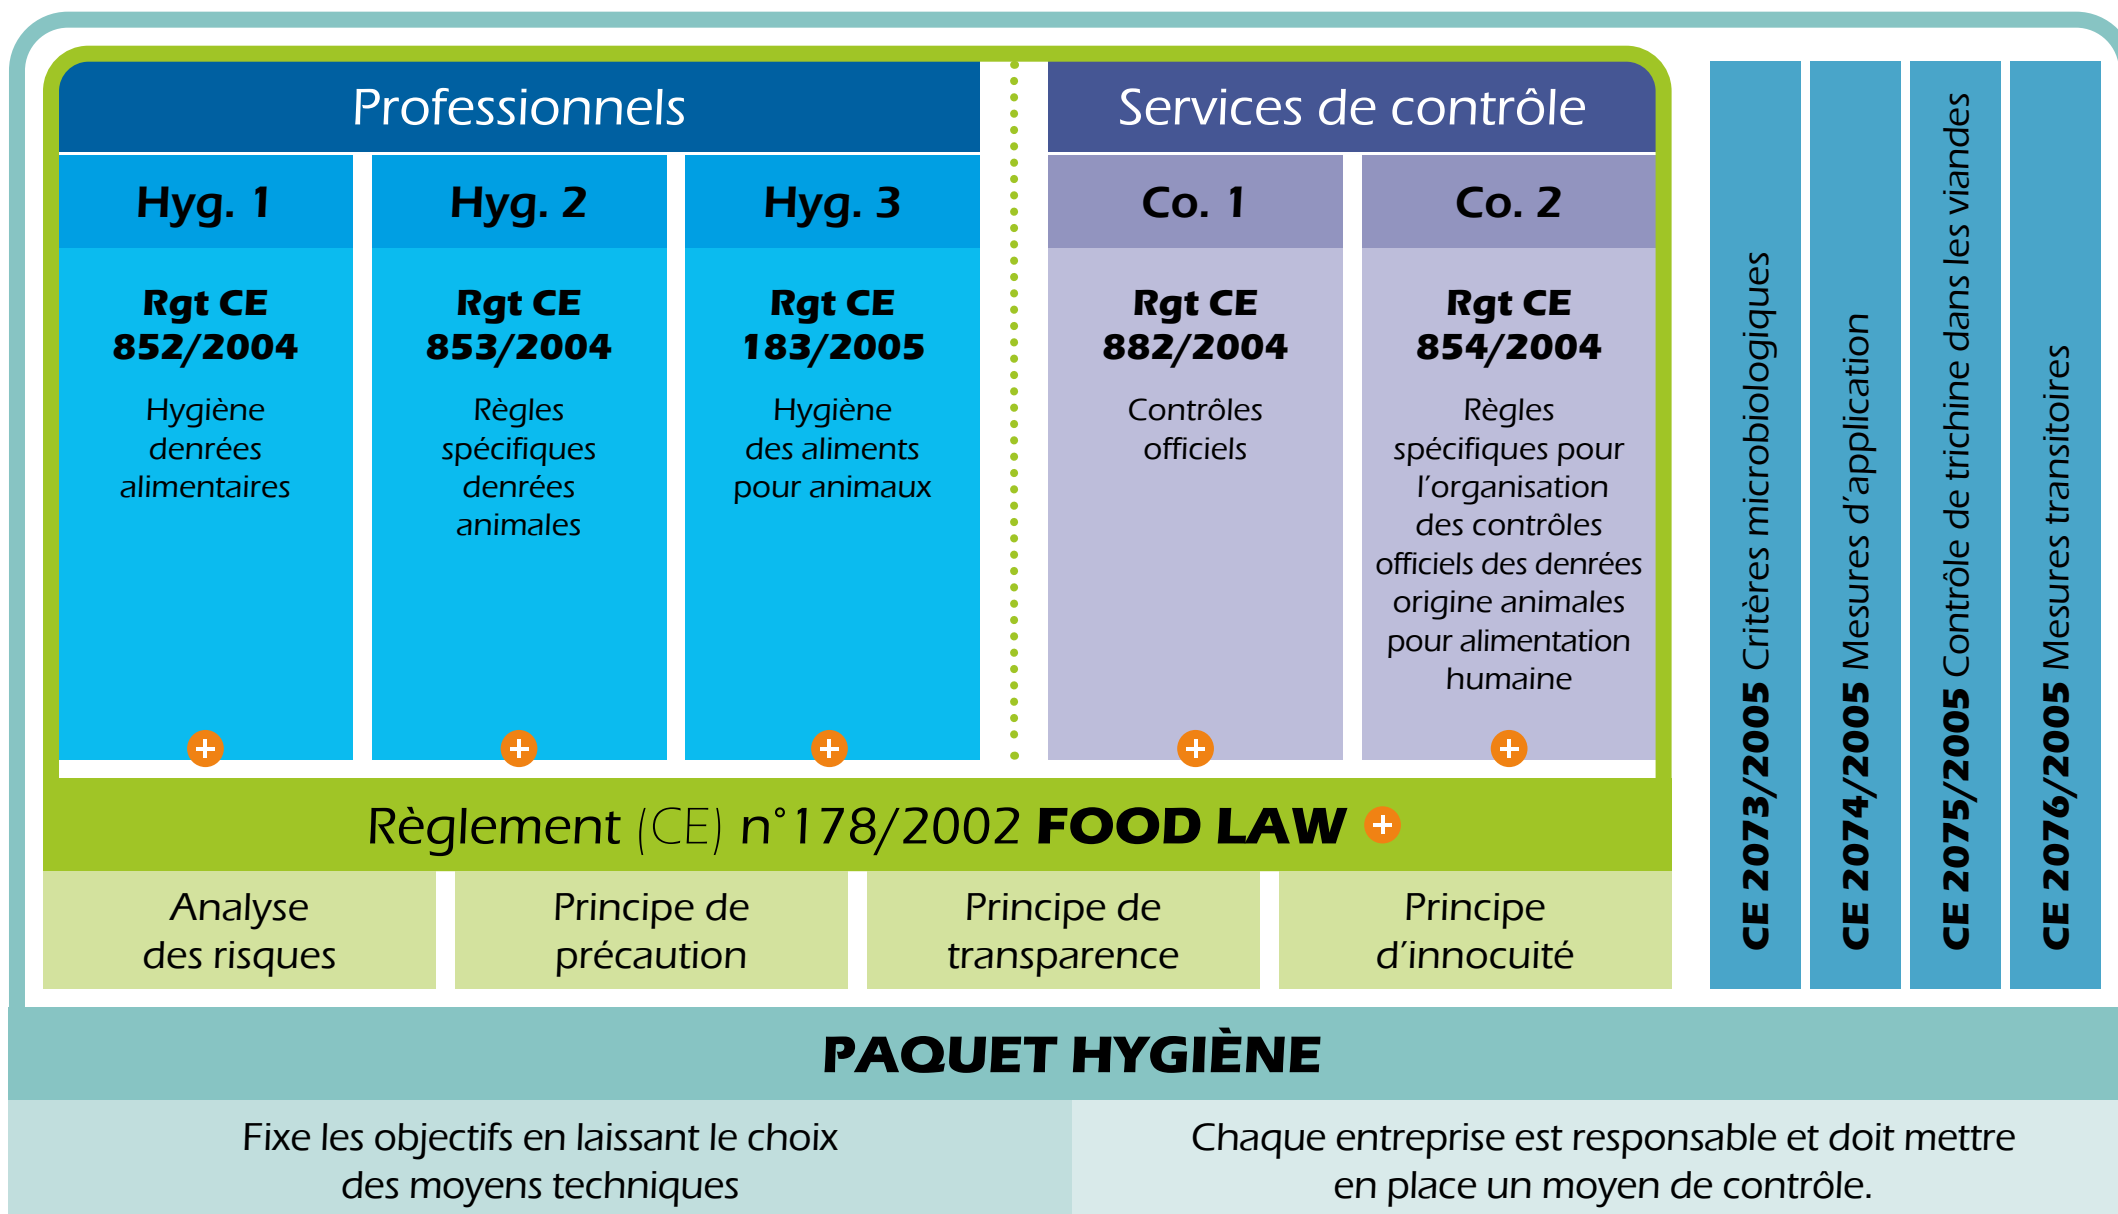 Professionnels
Services de contrôle
Hyg. 1
Rgt CE
852/2004
Hygiène
denrées
alimentaires
Hyg. 2
Rgt CE
853/2004
Règles
spécifiques
denrées
animales
Hyg. 3
Rgt CE
183/2005
Hygiène
des aliments
pour animaux
Co. 1
Rgt CE
882/2004
Contrôles
officiels
Co. 2
Rgt CE
854/2004
Règles
spécifiques pour
l'organisation
des contrôles
officiels des denrées
origine animales
pour alimentation
humaine
CE 2073/2005 Critères microbiologiques
CE 2074/2005 Mesures d'application
CE 2075/2005 Contrôle de trichine dans les viandes
CE 2076/2005 Mesures transitoires
Règlement (CE) n°178/2002 FOOD LAW
Analyse
des risques
Principe de
précaution
Principe de
transparence
Principe
d'innocuité
PAQUET HYGIÈNE
Fixe les objectifs en laissant le choix
des moyens techniques
Chaque entreprise est responsable et doit mettre
en place un moyen de contrôle.